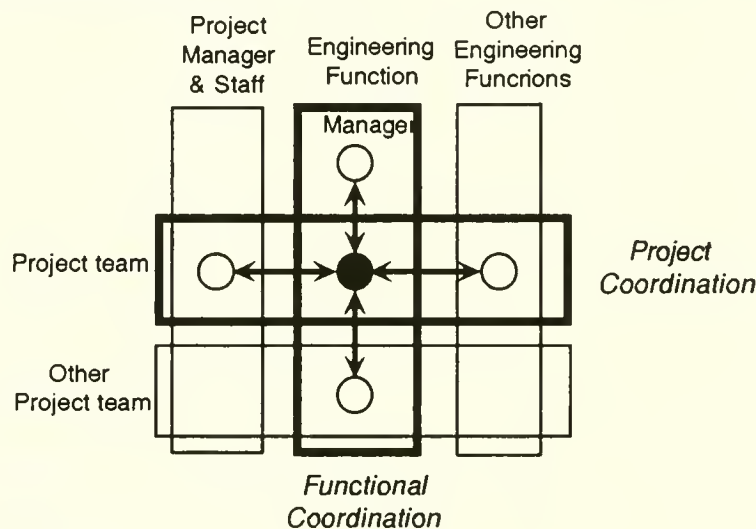 Project
Manager
& Staff
Engineering
Function
Other
Engineering
Funcrions
Manager
Project team
Project
Coordination
Other
Project team
Functional
Coordination